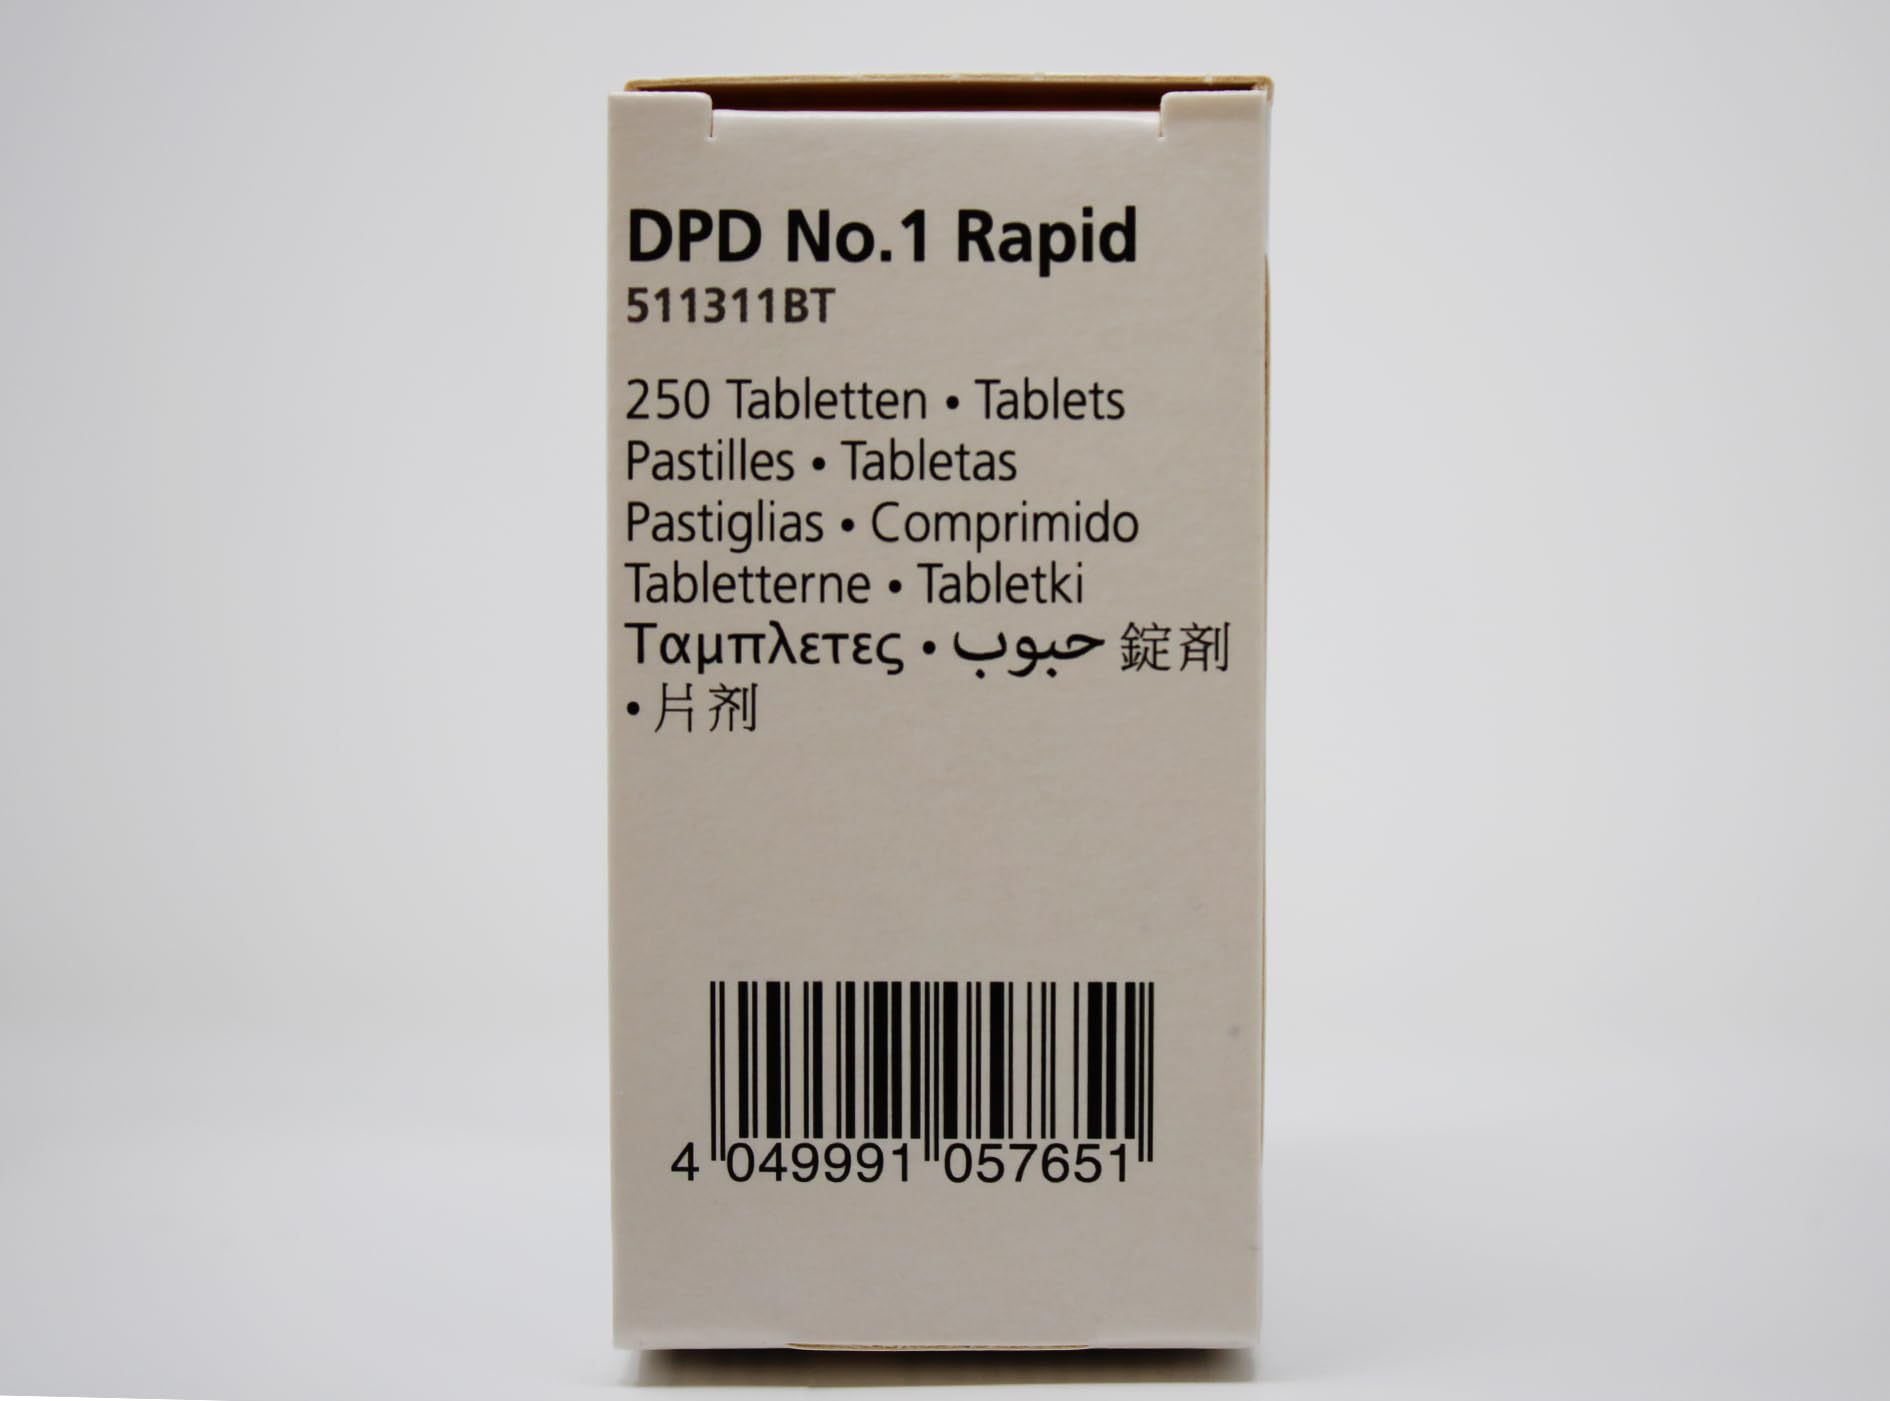 DPD No.1 Rapid
511311BT
250 Tabletten • Tablets
Pastilles • Tabletas
Pastiglias • Comprimido
Tabletterne • Tabletki
Ταμπλετες • حبوب 錠剤
• 片剂
4 049991 057651